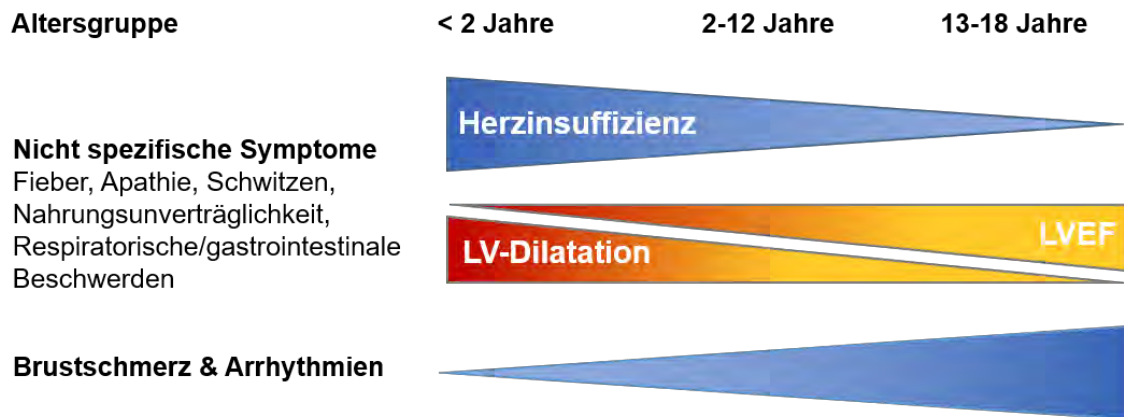 Altersgruppe < 2 Jahre 2-12 Jahre 13-18 Jahre
Herzinsuffizienz
Nicht spezifische Symptome
Fieber, Apathie, Schwitzen,
Nahrungsunverträglichkeit,
Respiratorische/gastrointestinale
Beschwerden
LVEF
LV-Dilatation
Brustschmerz & Arrhythmien